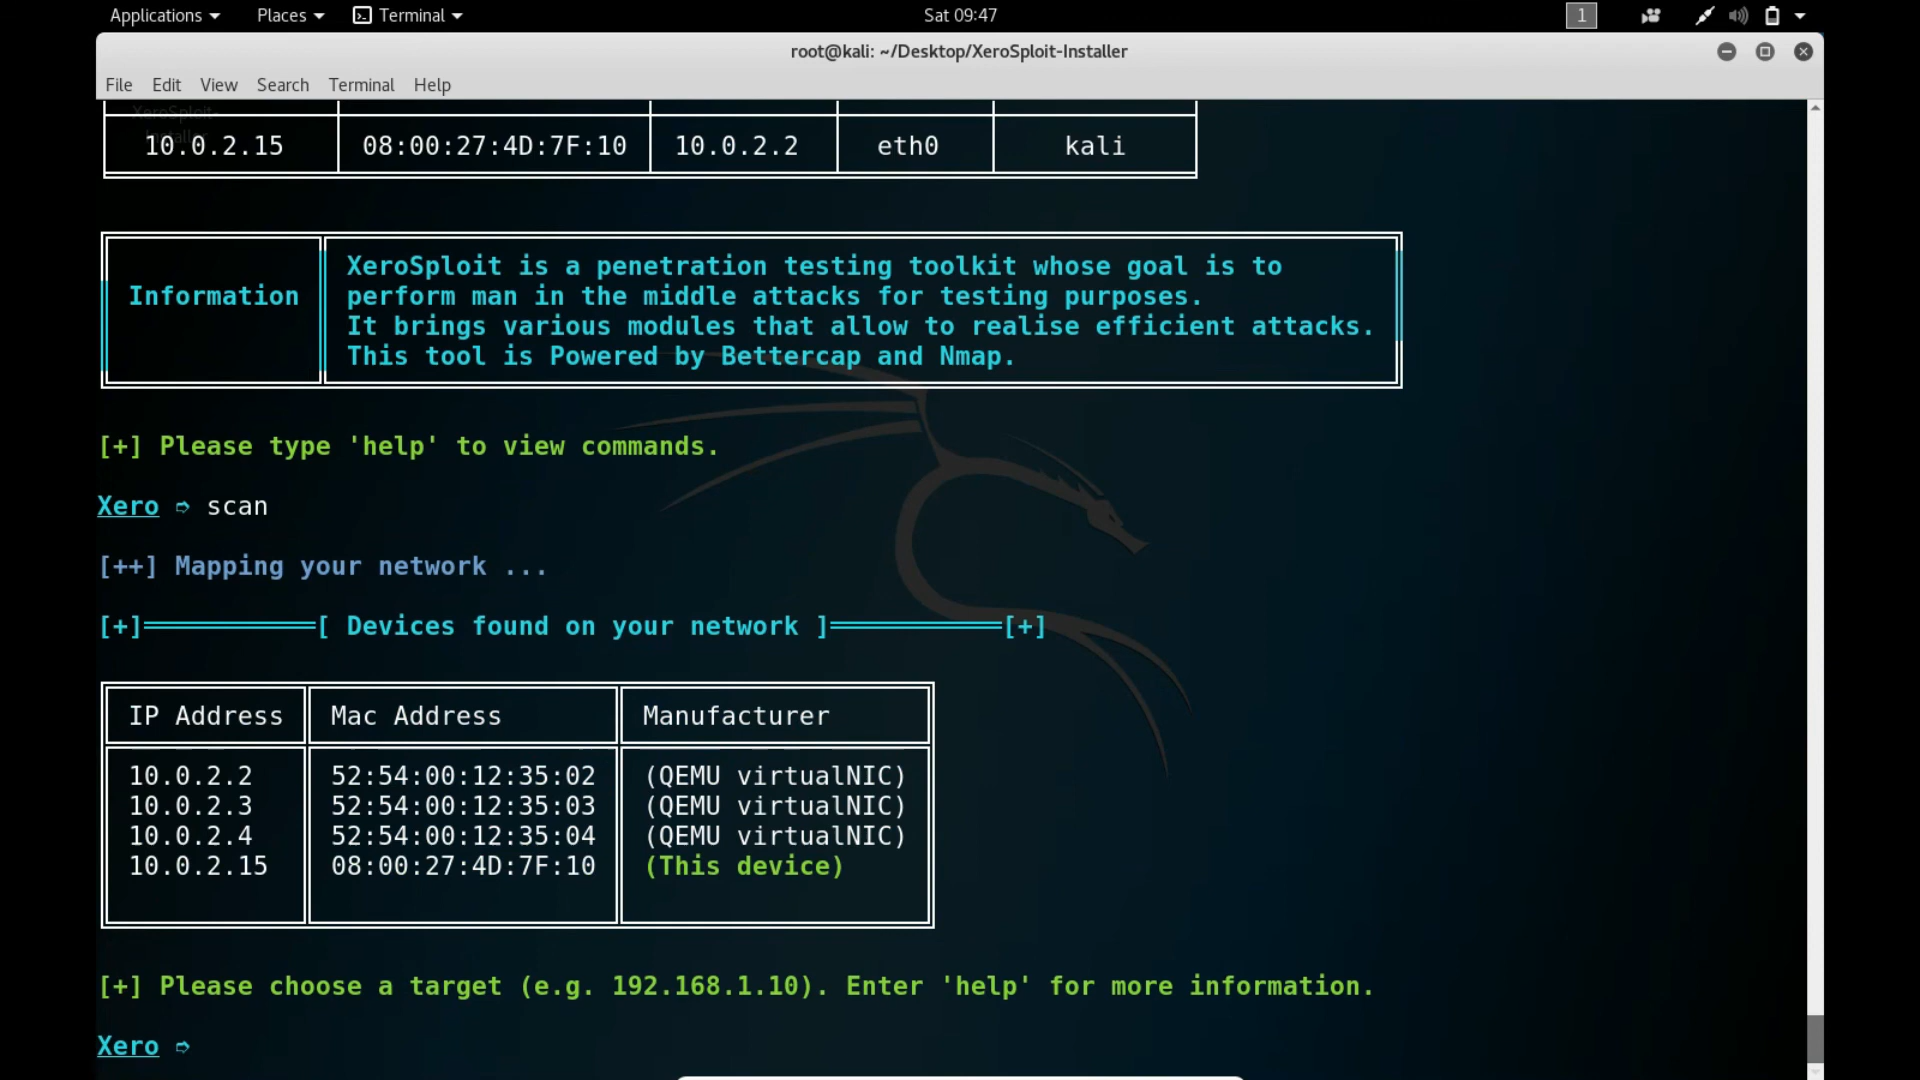 Applications Places Terminal Sat 09:47 1
root@kali: ~/Desktop/XeroSploit-Installer
File Edit View Search Terminal Help
XeroSploit-
Installer
10.0.2.15 08:00:27:4D:7F:10 10.0.2.2 eth0 kali
XeroSploit is a penetration testing toolkit whose goal is to
Information perform man in the middle attacks for testing purposes.
It brings various modules that allow to realise efficient attacks.
This tool is Powered by Bettercap and Nmap.
[+] Please type 'help' to view commands.
Xero ➮ scan
[++] Mapping your network ...
[+]═══════════[ Devices found on your network ]═══════════[+]
IP Address Mac Address Manufacturer
10.0.2.2 52:54:00:12:35:02 (QEMU virtualNIC)
10.0.2.3 52:54:00:12:35:03 (QEMU virtualNIC)
10.0.2.4 52:54:00:12:35:04 (QEMU virtualNIC)
10.0.2.15 08:00:27:4D:7F:10 (This device)
[+] Please choose a target (e.g. 192.168.1.10). Enter 'help' for more information.
Xero ➮